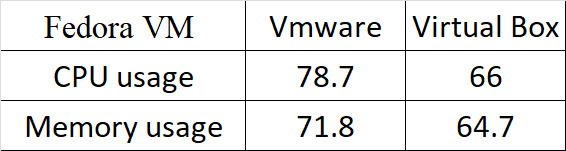 Fedora VM Vmware Virtual Box
CPU usage 78.7 66
Memory usage 71.8 64.7